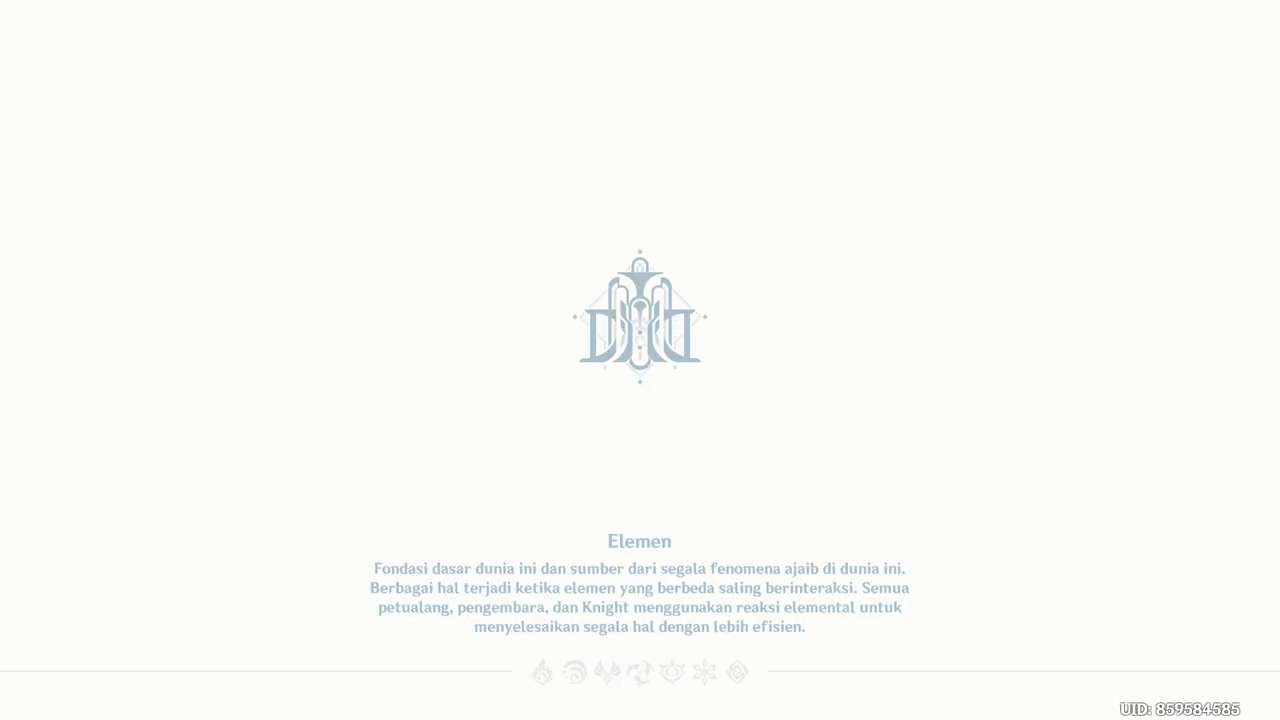 Elemen
Fondasi dasar dunia ini dan sumber dari segala fenomena ajaib di dunia ini.
Berbagai hal terjadi ketika elemen yang berbeda saling berinteraksi. Semua
petualang, pengembara, dan Knight menggunakan reaksi elemental untuk
menyelesaikan segala hal dengan lebih efisien.
UID: 859584585